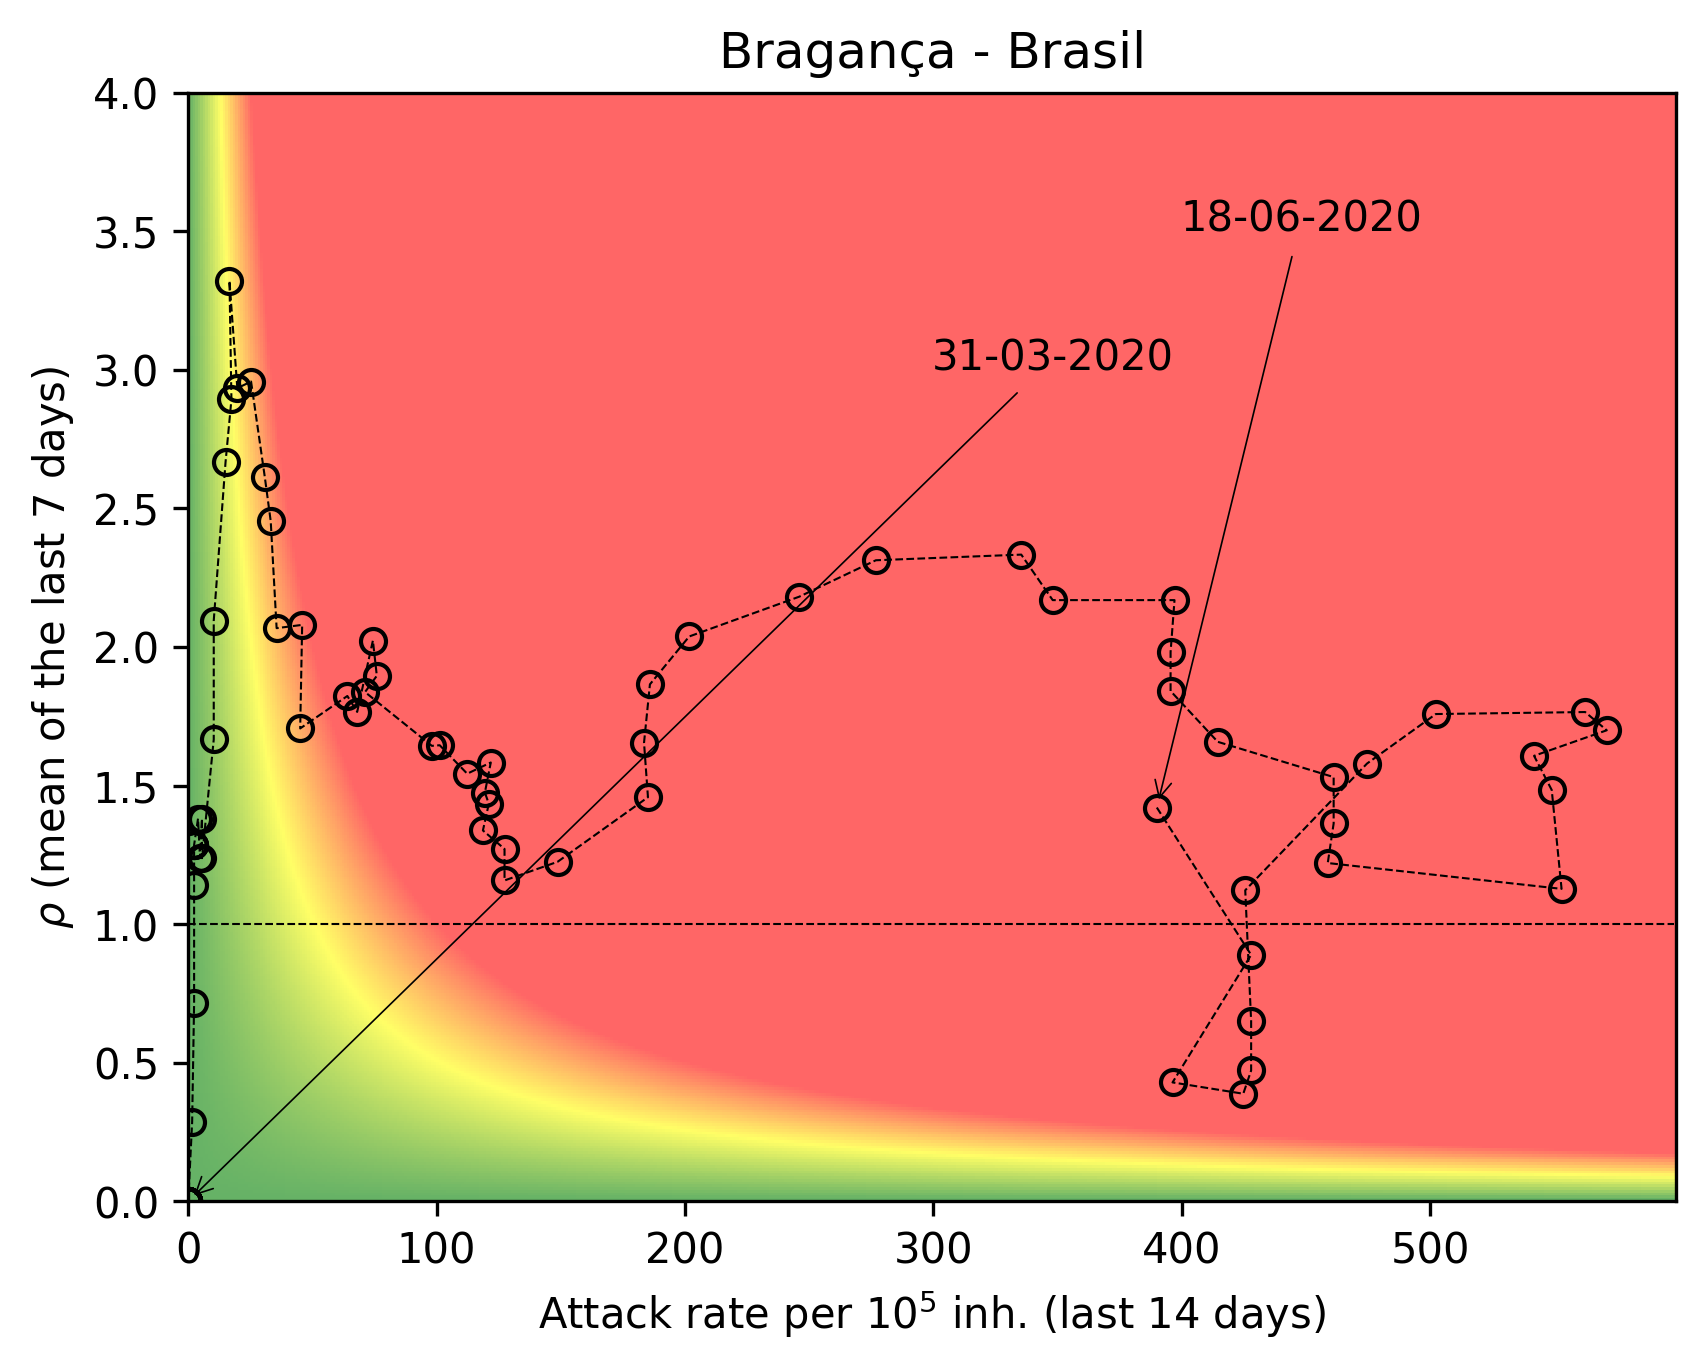 Bragança - Brasil
4.0
3.5
3.0
2.5
2.0
1.5
1.0
0.5
0.0
ρ (mean of the last 7 days)
18-06-2020
31-03-2020
0 100 200 300 400 500
Attack rate per 10⁵ inh. (last 14 days)